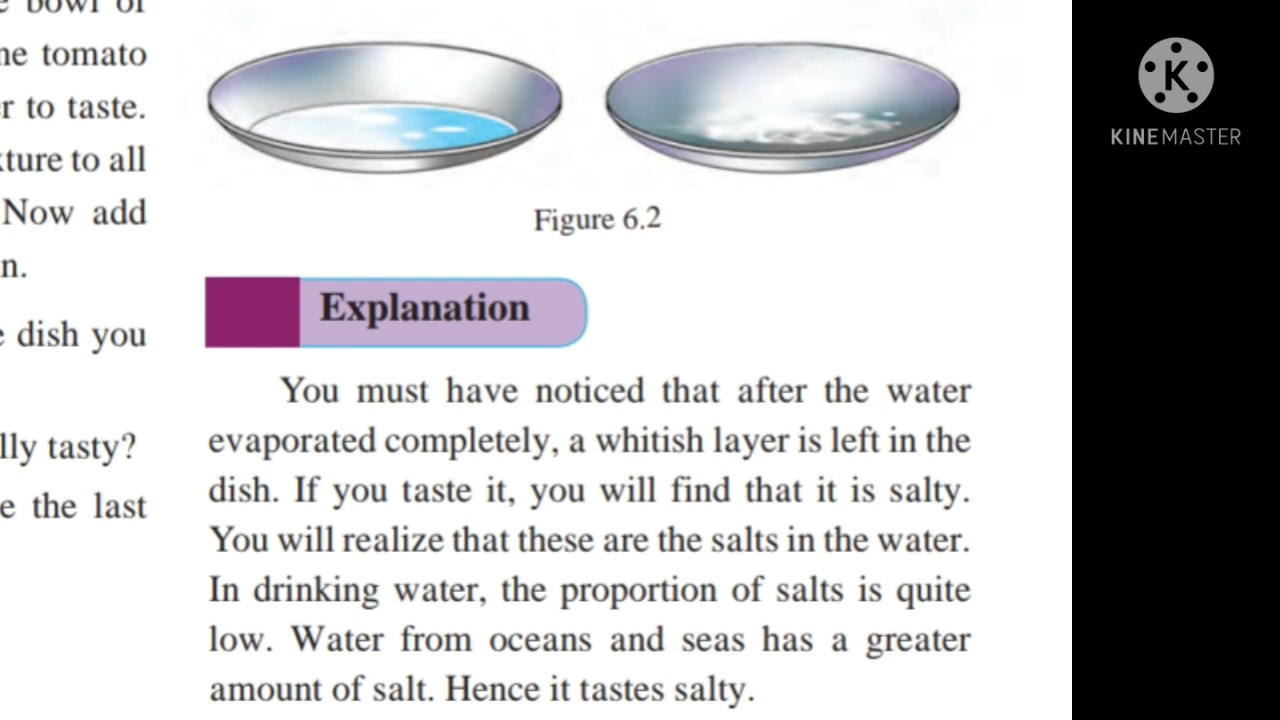 ne tomato
r to taste.
xture to all
Now add
n.
e dish you
lly tasty?
e the last
Figure 6.2
Explanation
You must have noticed that after the water
evaporated completely, a whitish layer is left in the
dish. If you taste it, you will find that it is salty.
You will realize that these are the salts in the water.
In drinking water, the proportion of salts is quite
low. Water from oceans and seas has a greater
amount of salt. Hence it tastes salty.
K
KINEMASTER